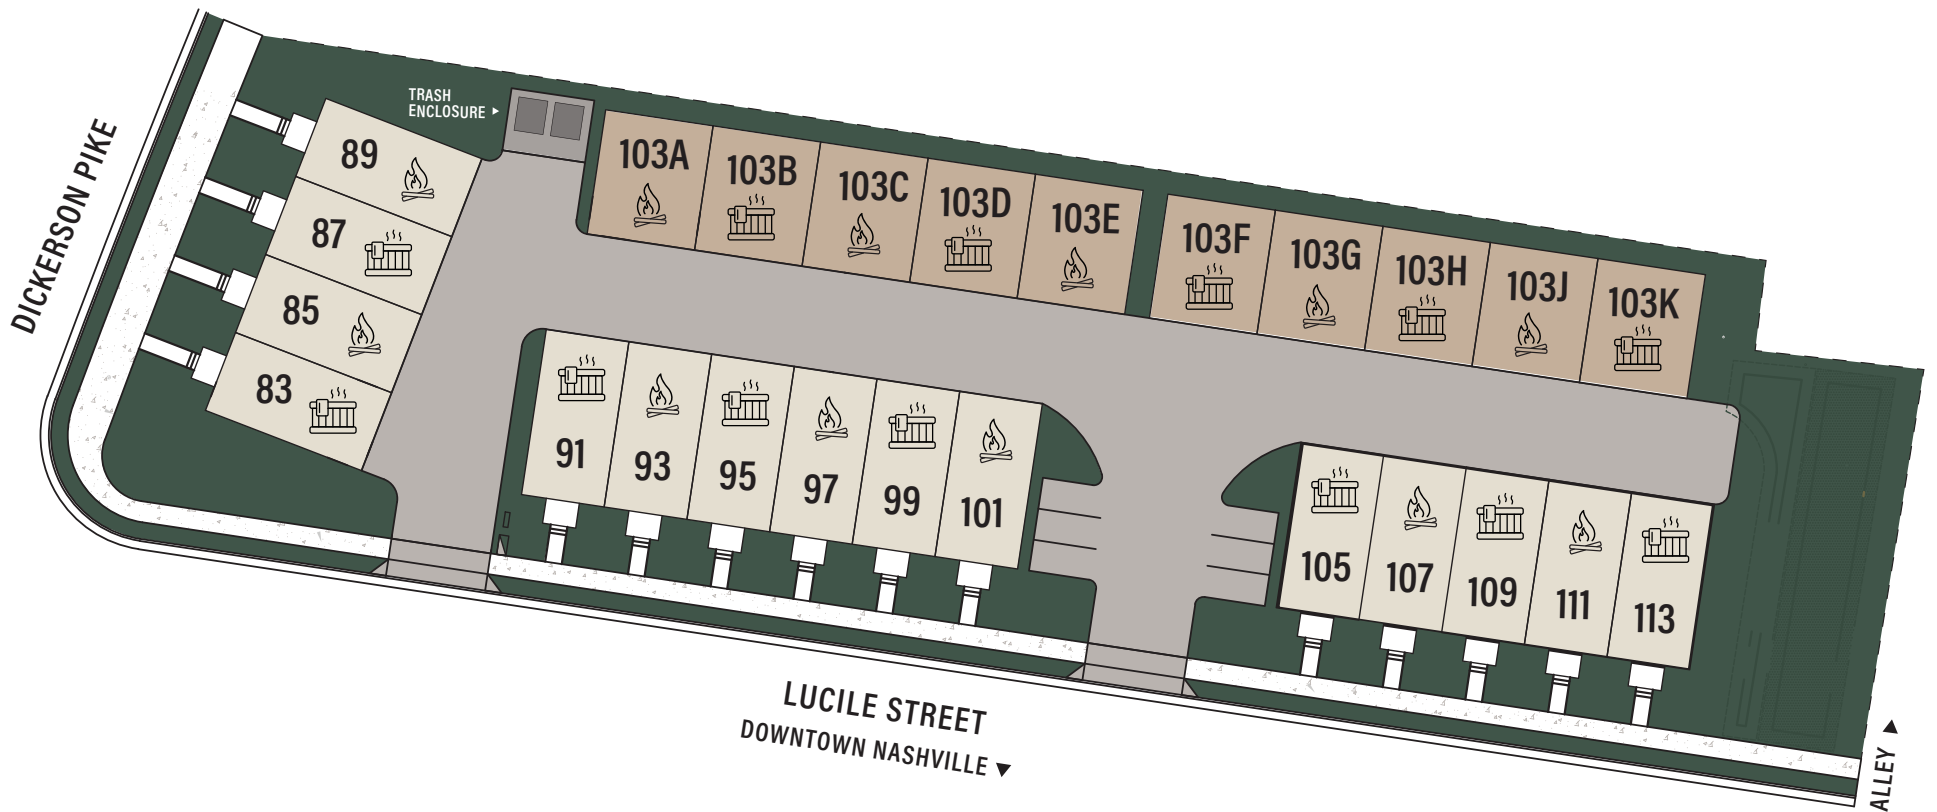 TRASH
ENCLOSURE
DICKERSON PIKE
89
87
85
83
103A
103B
103C
103D
103E
103F
103G
103H
103J
103K
91
93
95
97
99
101
105
107
109
111
113
LUCILE STREET
DOWNTOWN NASHVILLE
ALLEY